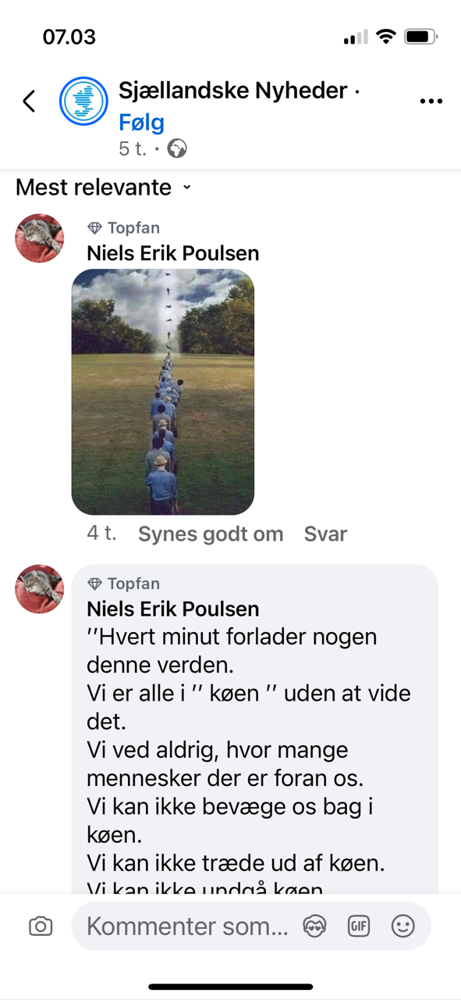 07.03
Sjællandske Nyheder ·
Følg
5 t. ·
Mest relevante
Topfan
Niels Erik Poulsen
4 t. Synes godt om Svar
Topfan
Niels Erik Poulsen
’’Hvert minut forlader nogen
denne verden.
Vi er alle i ’’ køen ’’ uden at vide
det.
Vi ved aldrig, hvor mange
mennesker der er foran os.
Vi kan ikke bevæge os bag i
køen.
Vi kan ikke træde ud af køen.
Vi kan ikke undgå køen
Kommenter som...
GIF